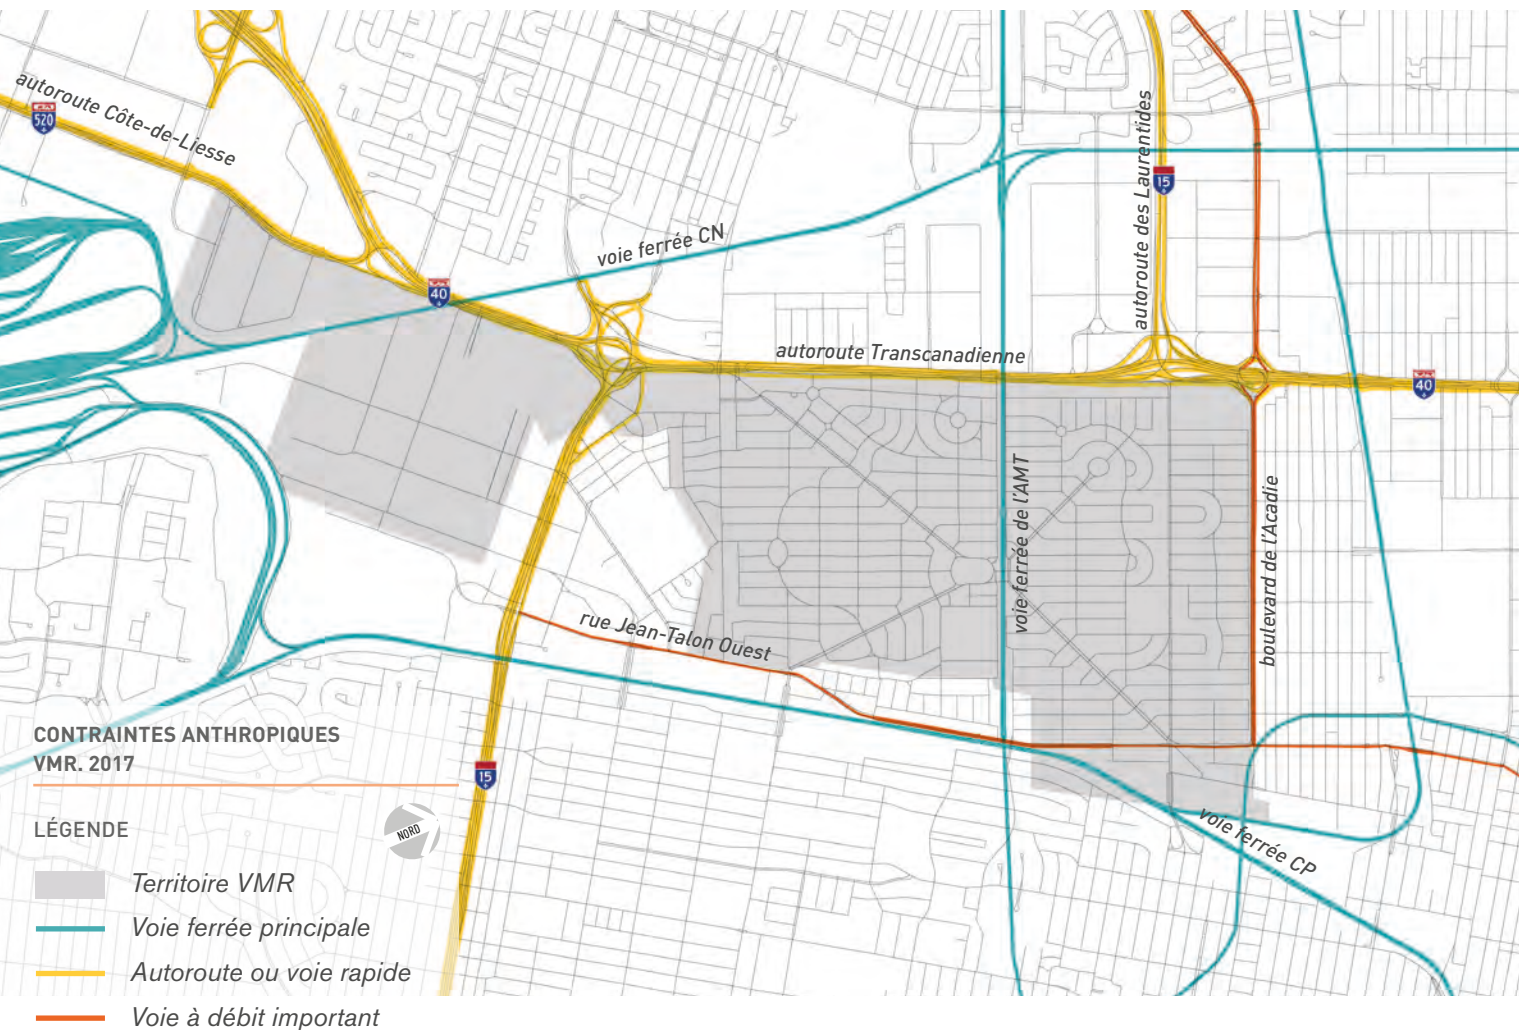 autoroute Côte-de-Liesse
520
autoroute des Laurentides
15
voie ferrée CN
40
autoroute Transcanadienne
40
voie ferrée de l'AMT
boulevard de l'Acadie
rue Jean-Talon Ouest
CONTRAINTES ANTHROPIQUES
VMR. 2017
15
LÉGENDE
NORD
voie ferrée CP
Territoire VMR
Voie ferrée principale
Autoroute ou voie rapide
Voie à débit important